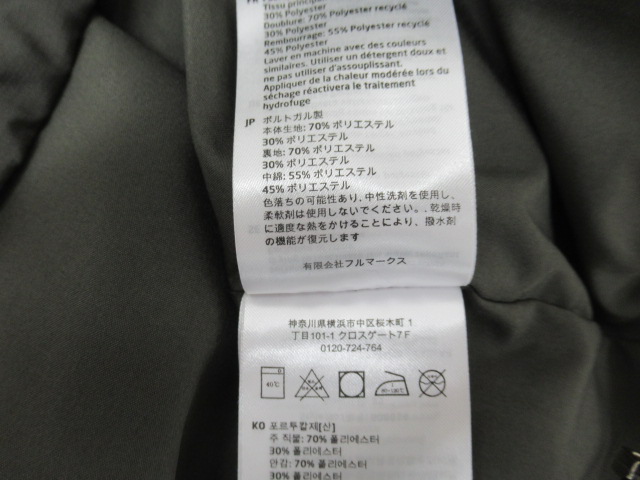 Tissu principal
30% Polyester
Doublure: 70% Polyester recyclé
30% Polyester
Rembourrage: 55% Polyester recyclé
45% Polyester
Laver en machine avec des couleurs
similaires. Utiliser un détergent doux et
ne pas utiliser d'assouplissant.
Appliquer de la chaleur modérée lors du
séchage réactivera le traitement
hydrofuge
JP ポルトガル製
本体生地: 70% ポリエステル
30% ポリエステル
裏地: 70% ポリエステル
30% ポリエステル
中綿: 55% ポリエステル
45% ポリエステル
色落ちの可能性あり, 中性洗剤を使用し,
柔軟剤は使用しないでください。. 乾燥時
に適度な熱をかけることにより, 撥水剤
の機能が復元します
有限会社フルマークス
神奈川県横浜市中区桜木町 1
丁目101-1 クロスゲート7F
0120-724-764
40℃
KO 포르투칼제[산]
주 직물: 70% 폴리에스터
30% 폴리에스터
안감: 70% 폴리에스터
30% 폴리에스터